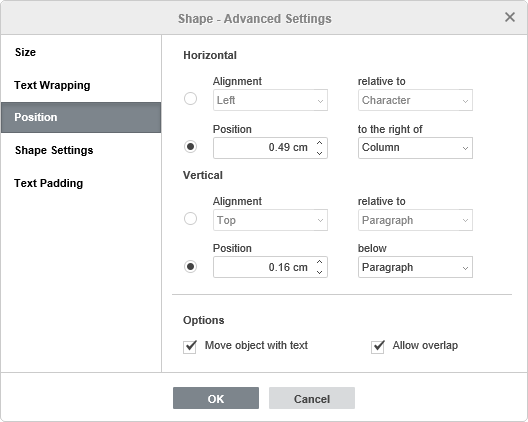 Shape - Advanced Settings
Size
Text Wrapping
Position
Shape Settings
Text Padding
Horizontal
Alignment relative to
Left Character
Position to the right of
0.49 cm Column
Vertical
Alignment relative to
Top Paragraph
Position below
0.16 cm Paragraph
Options
Move object with text Allow overlap
OK Cancel